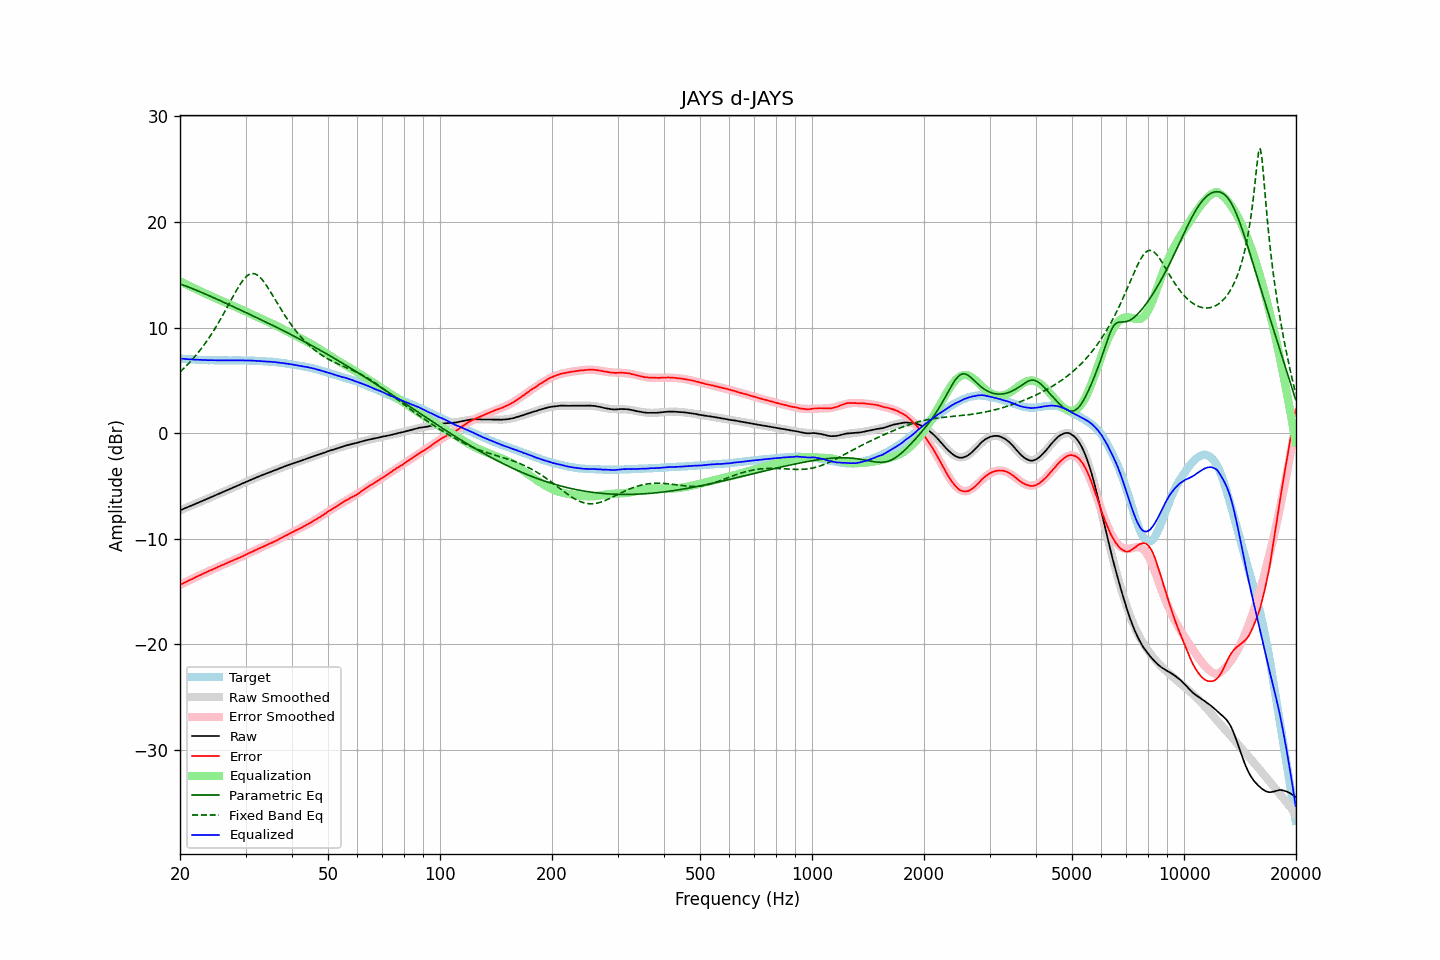 JAYS d-JAYS
30
20
10
0
−10
−20
−30
Amplitude (dBr)
Target
Raw Smoothed
Error Smoothed
Raw
Error
Equalization
Parametric Eq
Fixed Band Eq
Equalized
20 50 100 200 500 1000 2000 5000 10000 20000
Frequency (Hz)